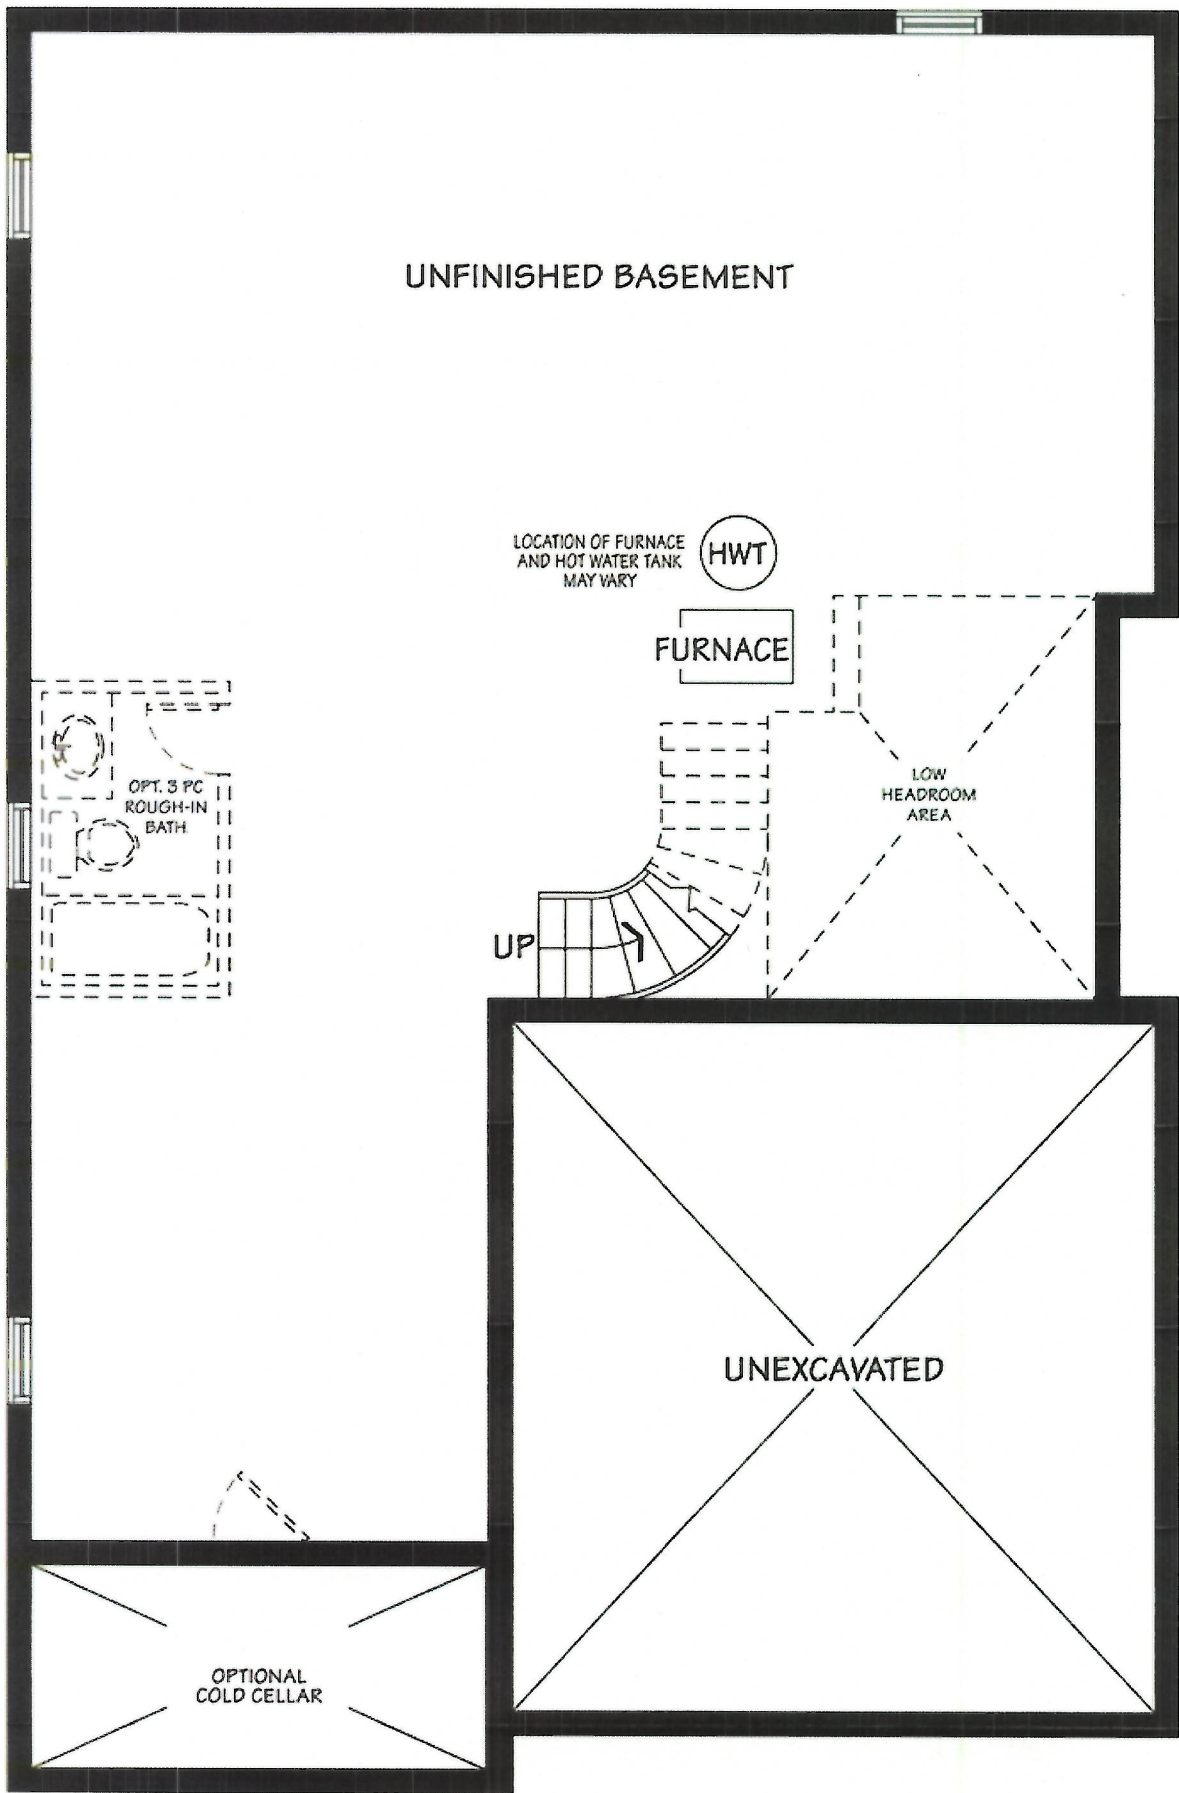 UNFINISHED BASEMENT
LOCATION OF FURNACE
AND HOT WATER TANK
MAY VARY
HWT
FURNACE
OPT. 3 PC
ROUGH-IN
BATH
LOW
HEADROOM
AREA
UP
UNEXCAVATED
OPTIONAL
COLD CELLAR